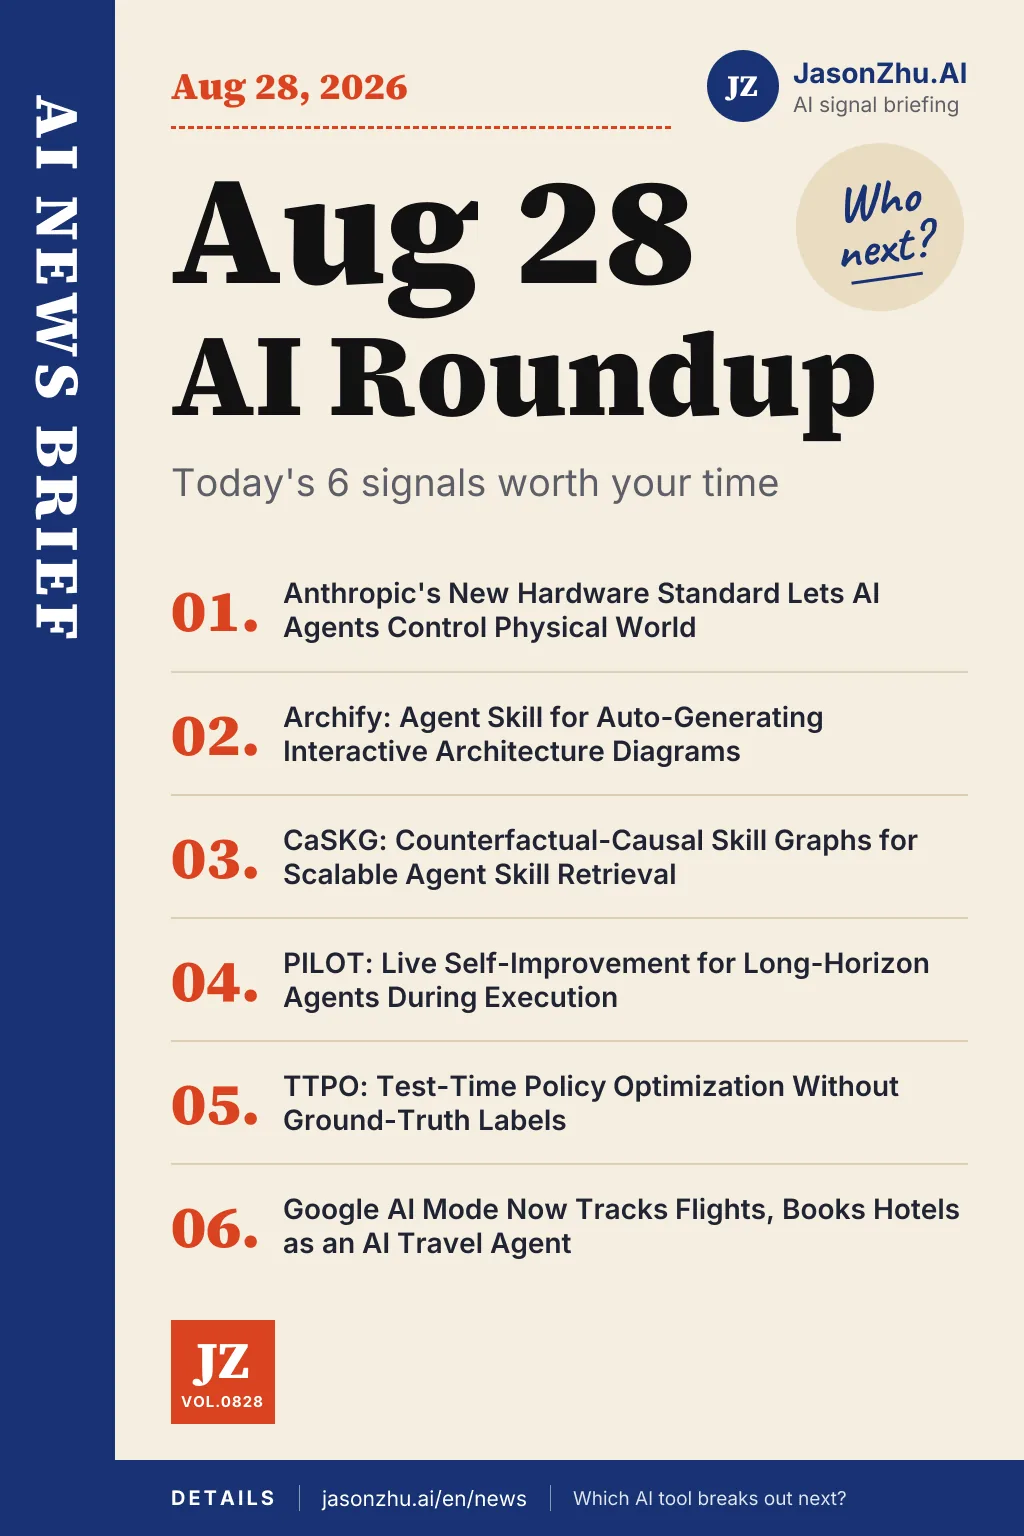 AI NEWS BRIEF
Aug 28, 2026
JZ
JasonZhu.AI
AI signal briefing
Who
next?
Aug 28
AI Roundup
Today's 6 signals worth your time
01.
Anthropic's New Hardware Standard Lets AI
Agents Control Physical World
02.
Archify: Agent Skill for Auto-Generating
Interactive Architecture Diagrams
03.
CaSKG: Counterfactual-Causal Skill Graphs for
Scalable Agent Skill Retrieval
04.
PILOT: Live Self-Improvement for Long-Horizon
Agents During Execution
05.
TTPO: Test-Time Policy Optimization Without
Ground-Truth Labels
06.
Google AI Mode Now Tracks Flights, Books Hotels
as an AI Travel Agent
JZ
VOL.0828
DETAILS
jasonzhu.ai/en/news
Which AI tool breaks out next?